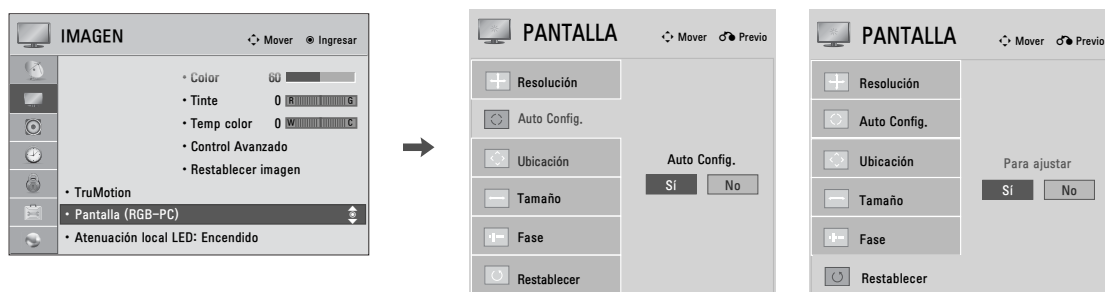 IMAGEN Mover Ingresar
• Color 60
• Tinte 0 R G
• Temp color 0 W C
• Control Avanzado
• Restablecer imagen
• TruMotion
• Pantalla (RGB-PC)
• Atenuación local LED: Encendido
PANTALLA Mover Previo
Resolución
Auto Config.
Ubicación
Tamaño
Fase
Restablecer
Auto Config.
Sí No
PANTALLA Mover Previo
Resolución
Auto Config.
Ubicación
Tamaño
Fase
Restablecer
Para ajustar
Sí No